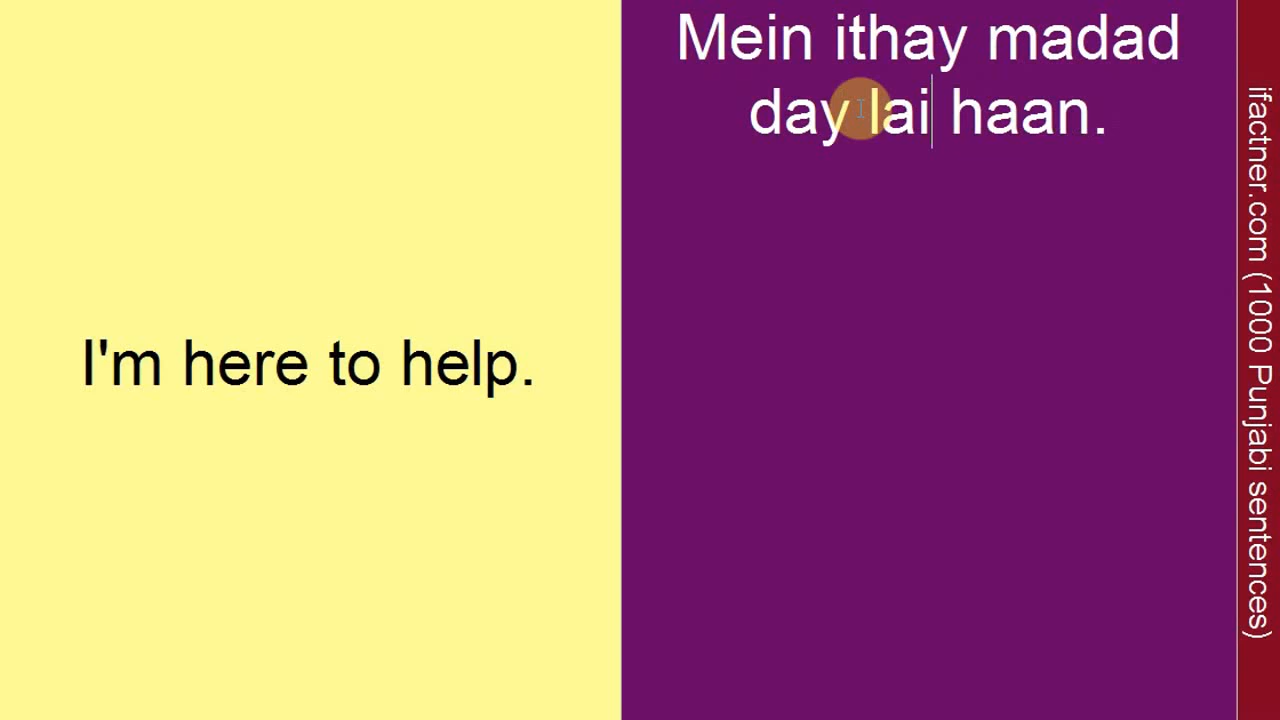 I'm here to help.
Mein ithay madad
day lai haan.
ifactner.com (1000 Punjabi sentences)